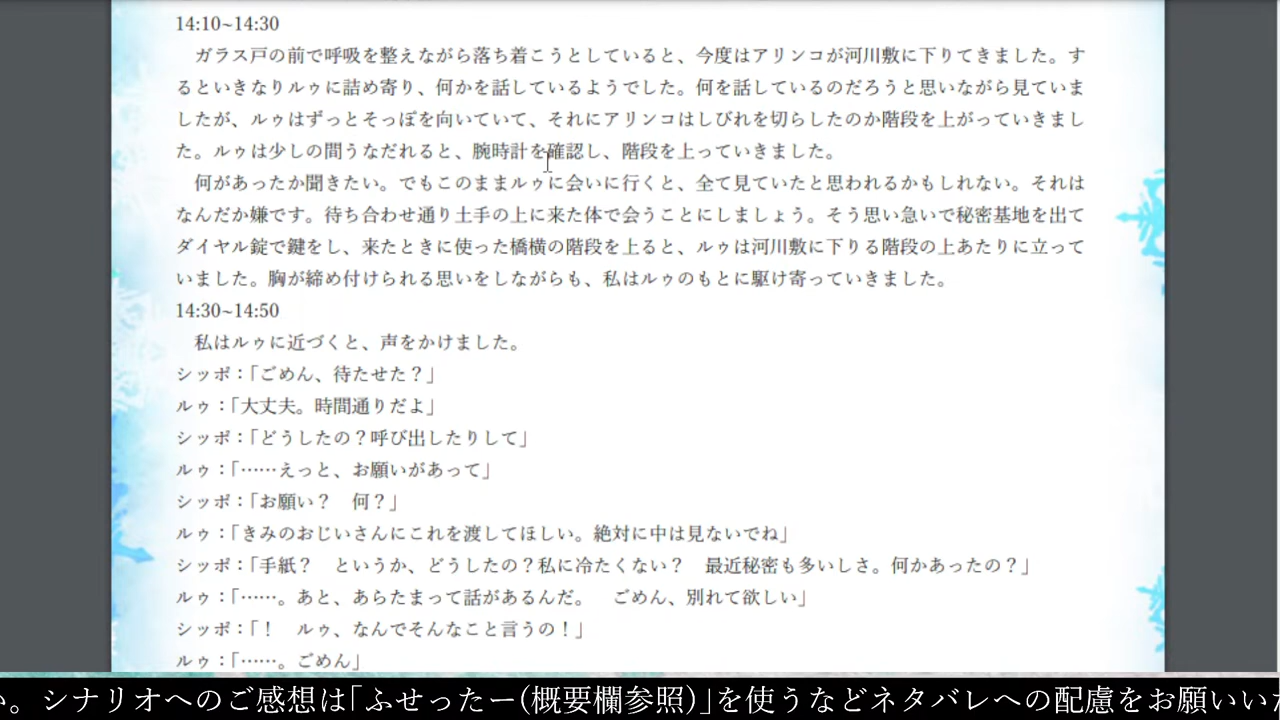 14:10~14:30
ガラス戸の前で呼吸を整えながら落ち着こうとしていると、今度はアリンコが河川敷に下りてきました。す
るといきなりルゥに詰め寄り、何かを話しているようでした。何を話しているのだろうと思いながら見ていま
したが、ルゥはずっとそっぽを向いていて、それにアリンコはしびれを切らしたのか階段を上がっていきまし
た。ルゥは少しの間うなだれると、腕時計を確認し、階段を上っていきました。
何があったか聞きたい。でもこのままルゥに会いに行くと、全て見ていたと思われるかもしれない。それは
なんだか嫌です。待ち合わせ通り土手の上に来た体で会うことにしましょう。そう思い急いで秘密基地を出て
ダイヤル錠で鍵をし、来たときに使った橋横の階段を上ると、ルゥは河川敷に下りる階段の上あたりに立って
いました。胸が締め付けられる思いをしながらも、私はルゥのもとに駆け寄っていきました。
14:30~14:50
私はルゥに近づくと、声をかけました。
シッポ：「ごめん、待たせた？」
ルゥ：「大丈夫。時間通りだよ」
シッポ：「どうしたの？呼び出したりして」
ルゥ：「……えっと、お願いがあって」
シッポ：「お願い？　何？」
ルゥ：「きみのおじいさんにこれを渡してほしい。絶対に中は見ないでね」
シッポ：「手紙？　というか、どうしたの？私に冷たくない？　最近秘密も多いしさ。何かあったの？」
ルゥ：「……。あと、あらたまって話があるんだ。　ごめん、別れて欲しい」
シッポ：「！　ルゥ、なんでそんなこと言うの！」
ルゥ：「……。ごめん」
い。シナリオへのご感想は「ふせったー(概要欄参照)」を使うなどネタバレへの配慮をお願いいた